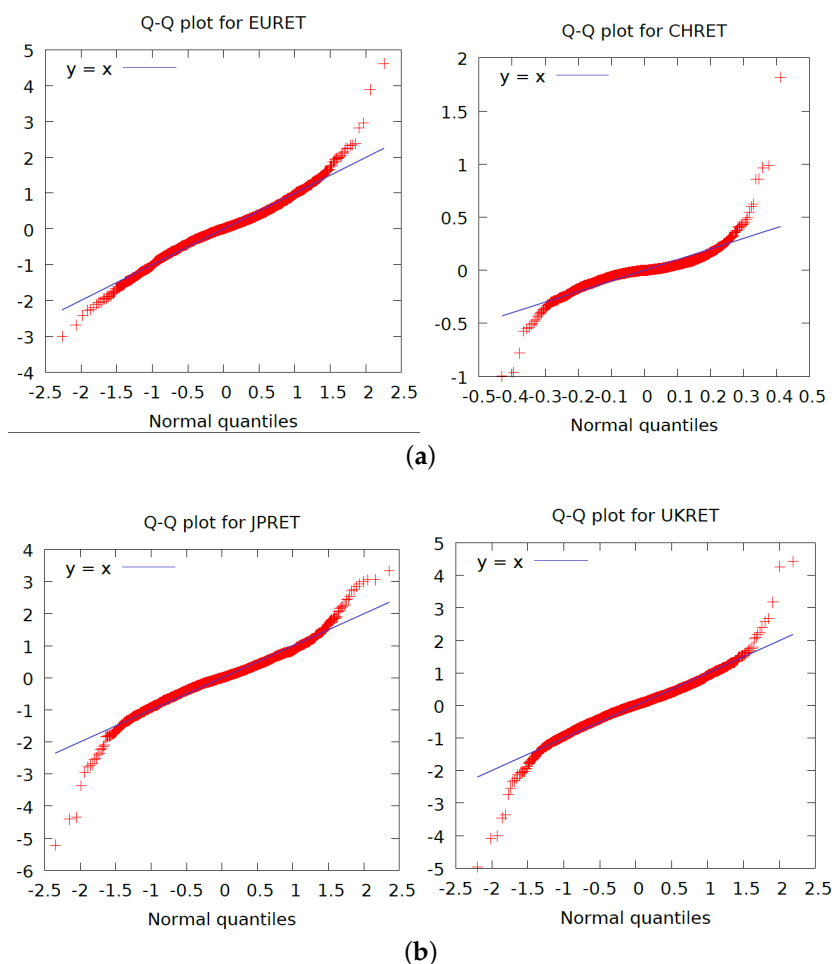 Q-Q plot for EURET
y = x
5
4
3
2
1
0
-1
-2
-3
-4
-2.5 -2 -1.5 -1 -0.5 0 0.5 1 1.5 2 2.5
Normal quantiles
Q-Q plot for CHRET
y = x
2
1.5
1
0.5
0
-0.5
-1
-0.5-0.4-0.3-0.2-0.1 0 0.1 0.2 0.3 0.4 0.5
Normal quantiles
(a)
Q-Q plot for JPRET
y = x
4
3
2
1
0
-1
-2
-3
-4
-5
-6
-2.5 -2 -1.5 -1 -0.5 0 0.5 1 1.5 2 2.5
Normal quantiles
Q-Q plot for UKRET
y = x
5
4
3
2
1
0
-1
-2
-3
-4
-5
-2.5 -2 -1.5 -1 -0.5 0 0.5 1 1.5 2 2.5
Normal quantiles
(b)